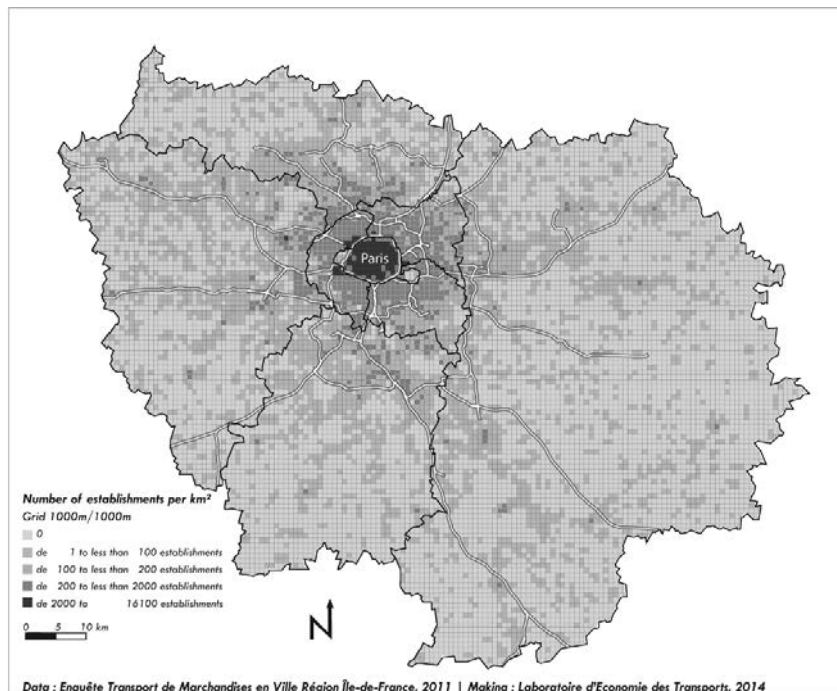 Paris
Number of establishments per km²
Grid 1000m/1000m
0
de 1 to less than 100 establishments
de 100 to less than 200 establishments
de 200 to less than 2000 establishments
de 2000 to 16100 establishments
0 5 10 km
N
Data : Enquête Transport de Marchandises en Ville Région Île-de-France, 2011 | Making : Laboratoire d'Economie des Transports, 2014